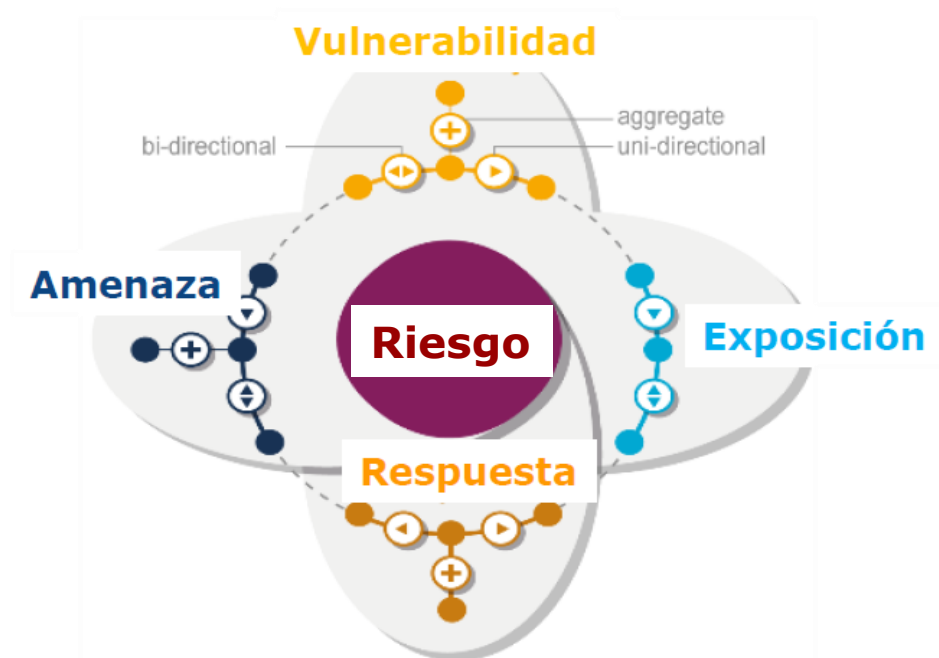 Vulnerabilidad
aggregate
bi-directional
uni-directional
Amenaza
Riesgo
Exposición
Respuesta